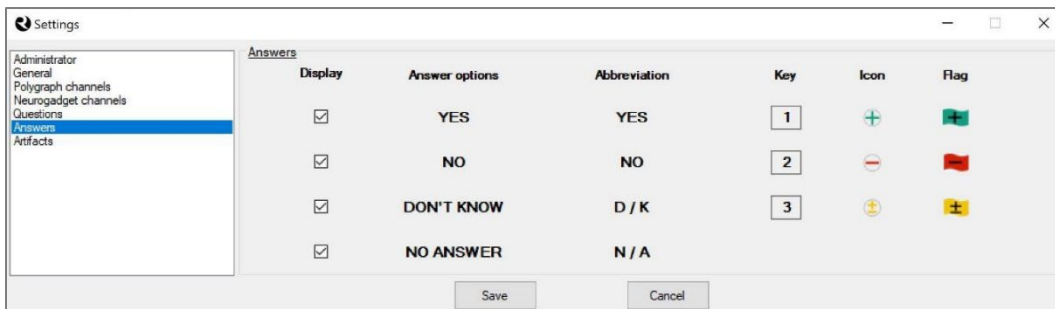 Settings
Administrator
General
Polygraph channels
Neurogadget channels
Questions
Answers
Artifacts
Answers
Display Answer options Abbreviation Key Icon Flag
YES YES 1
NO NO 2
DON'T KNOW D / K 3
NO ANSWER N / A
Save Cancel